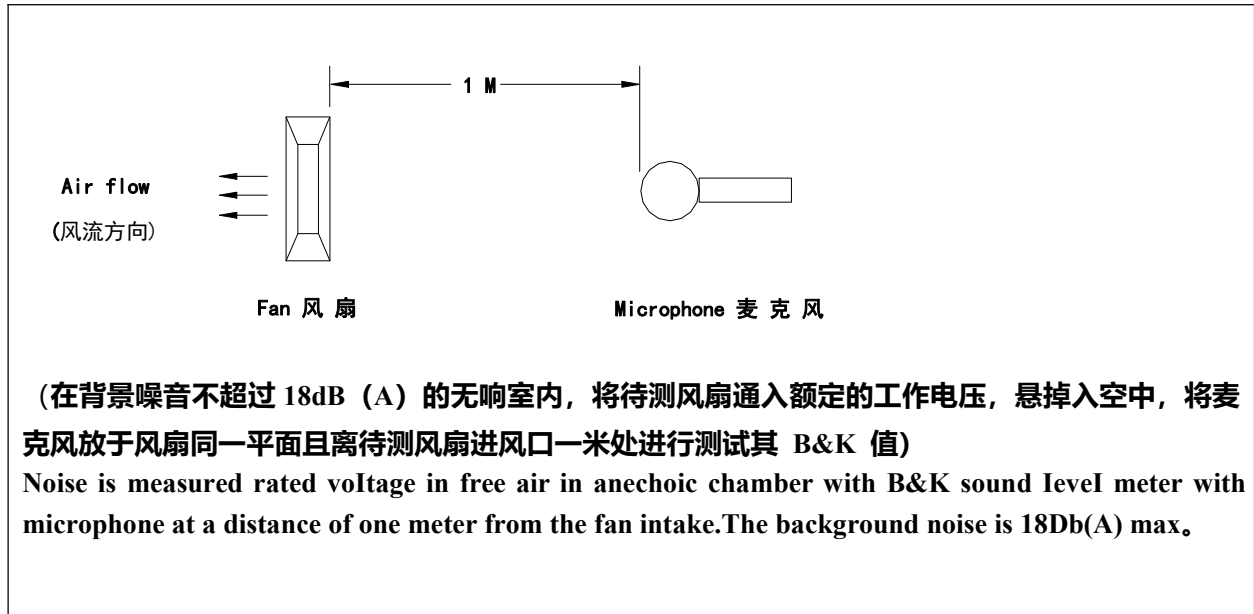 1 M
Air flow
(风流方向)
Fan 风 扇
Microphone 麦 克 风
（在背景噪音不超过 18dB（A）的无响室内，将待测风扇通入额定的工作电压，悬掉入空中，将麦
克风放于风扇同一平面且离待测风扇进风口一米处进行测试其 B&K 值）
Noise is measured rated voItage in free air in anechoic chamber with B&K sound IeveI meter with
microphone at a distance of one meter from the fan intake.The background noise is 18Db(A) max。